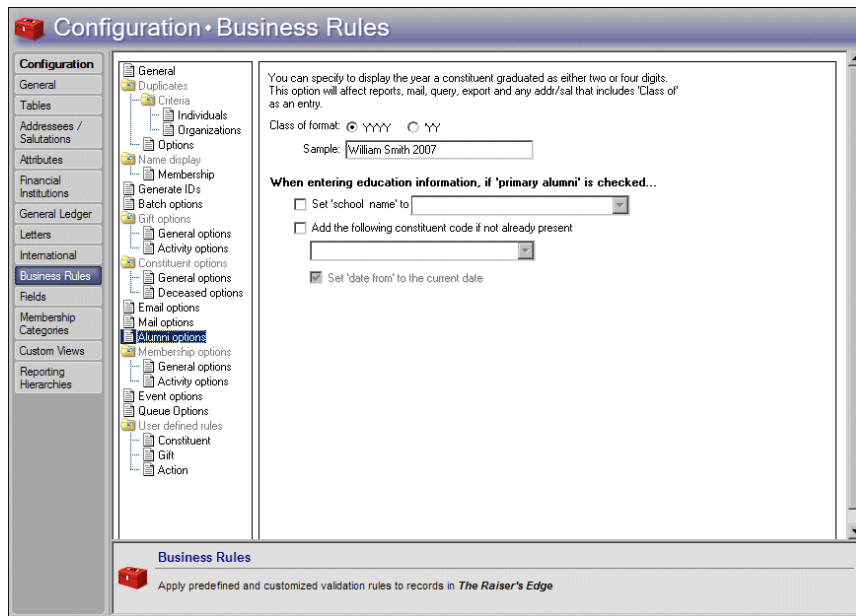 Configuration • Business Rules
Configuration
General
Tables
Addressees /
Salutations
Attributes
Financial
Institutions
General Ledger
Letters
International
Business Rules
Fields
Membership
Categories
Custom Views
Reporting
Hierarchies
General
Duplicates
Criteria
Individuals
Organizations
Options
Name display
Membership
Generate IDs
Batch options
Gift options
General options
Activity options
Constituent options
General options
Deceased options
Email options
Mail options
Alumni options
Membership options
General options
Activity options
Event options
Queue Options
User defined rules
Constituent
Gift
Action
You can specify to display the year a constituent graduated as either two or four digits.
This option will affect reports, mail, query, export and any addr/sal that includes 'Class of'
as an entry.
Class of format: YYYY 'YY
Sample: William Smith 2007
When entering education information, if 'primary alumni' is checked...
Set 'school name' to
Add the following constituent code if not already present
Set 'date from' to the current date
Business Rules
Apply predefined and customized validation rules to records in The Raiser's Edge